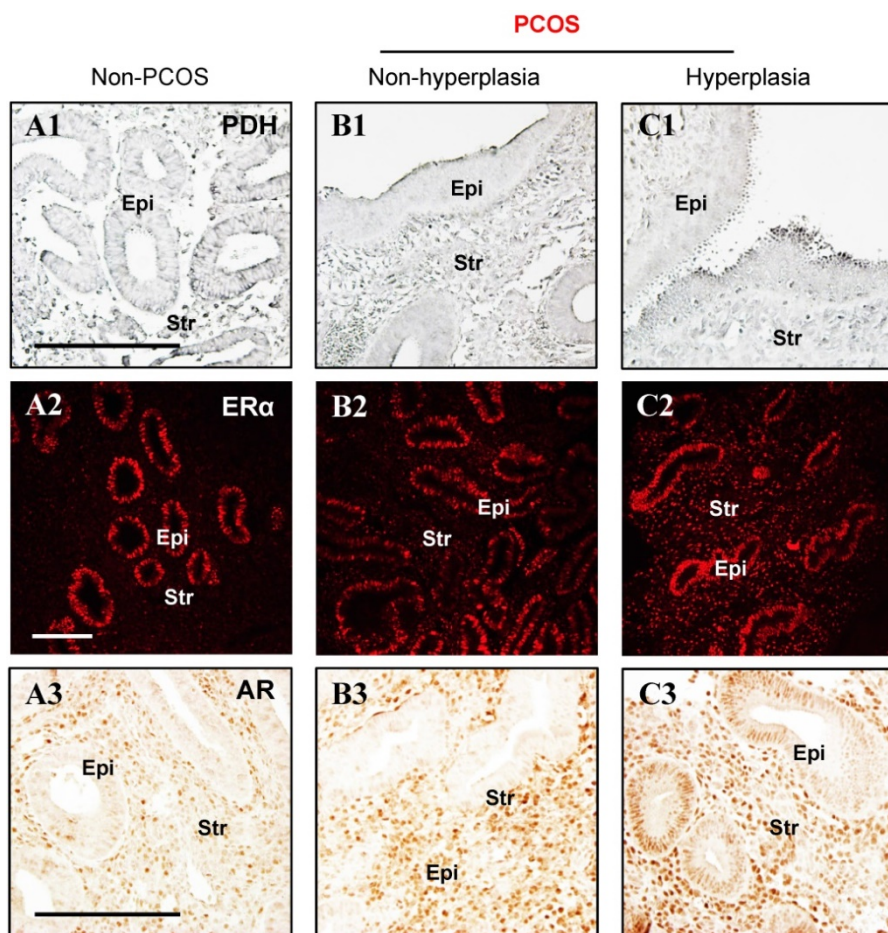 PCOS
Non-PCOS
Non-hyperplasia
Hyperplasia
A1
PDH
Epi
Str
B1
Epi
Str
C1
Epi
Str
A2
ERα
Epi
Str
B2
Epi
Str
C2
Str
Epi
A3
AR
Epi
Str
B3
Str
Epi
C3
Epi
Str